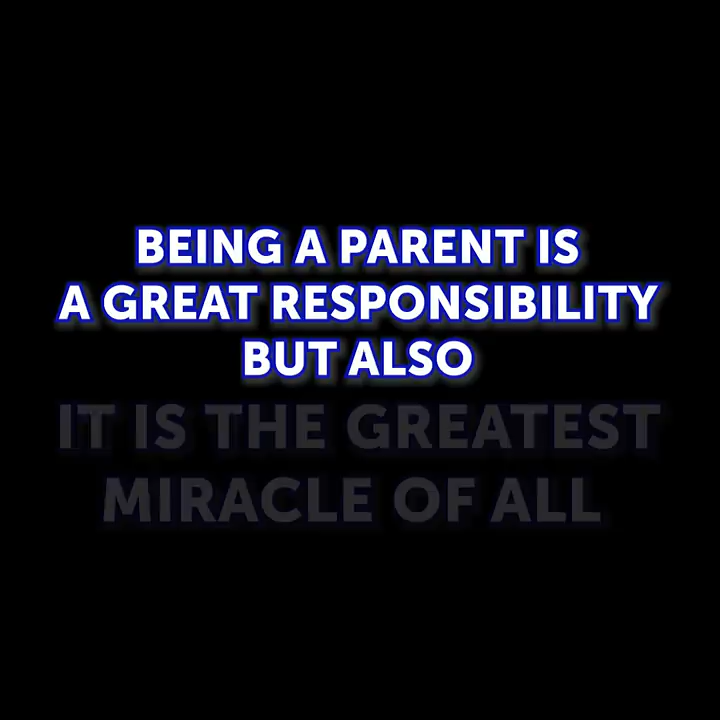 BEING A PARENT IS
A GREAT RESPONSIBILITY
BUT ALSO
IT IS THE GREATEST
MIRACLE OF ALL